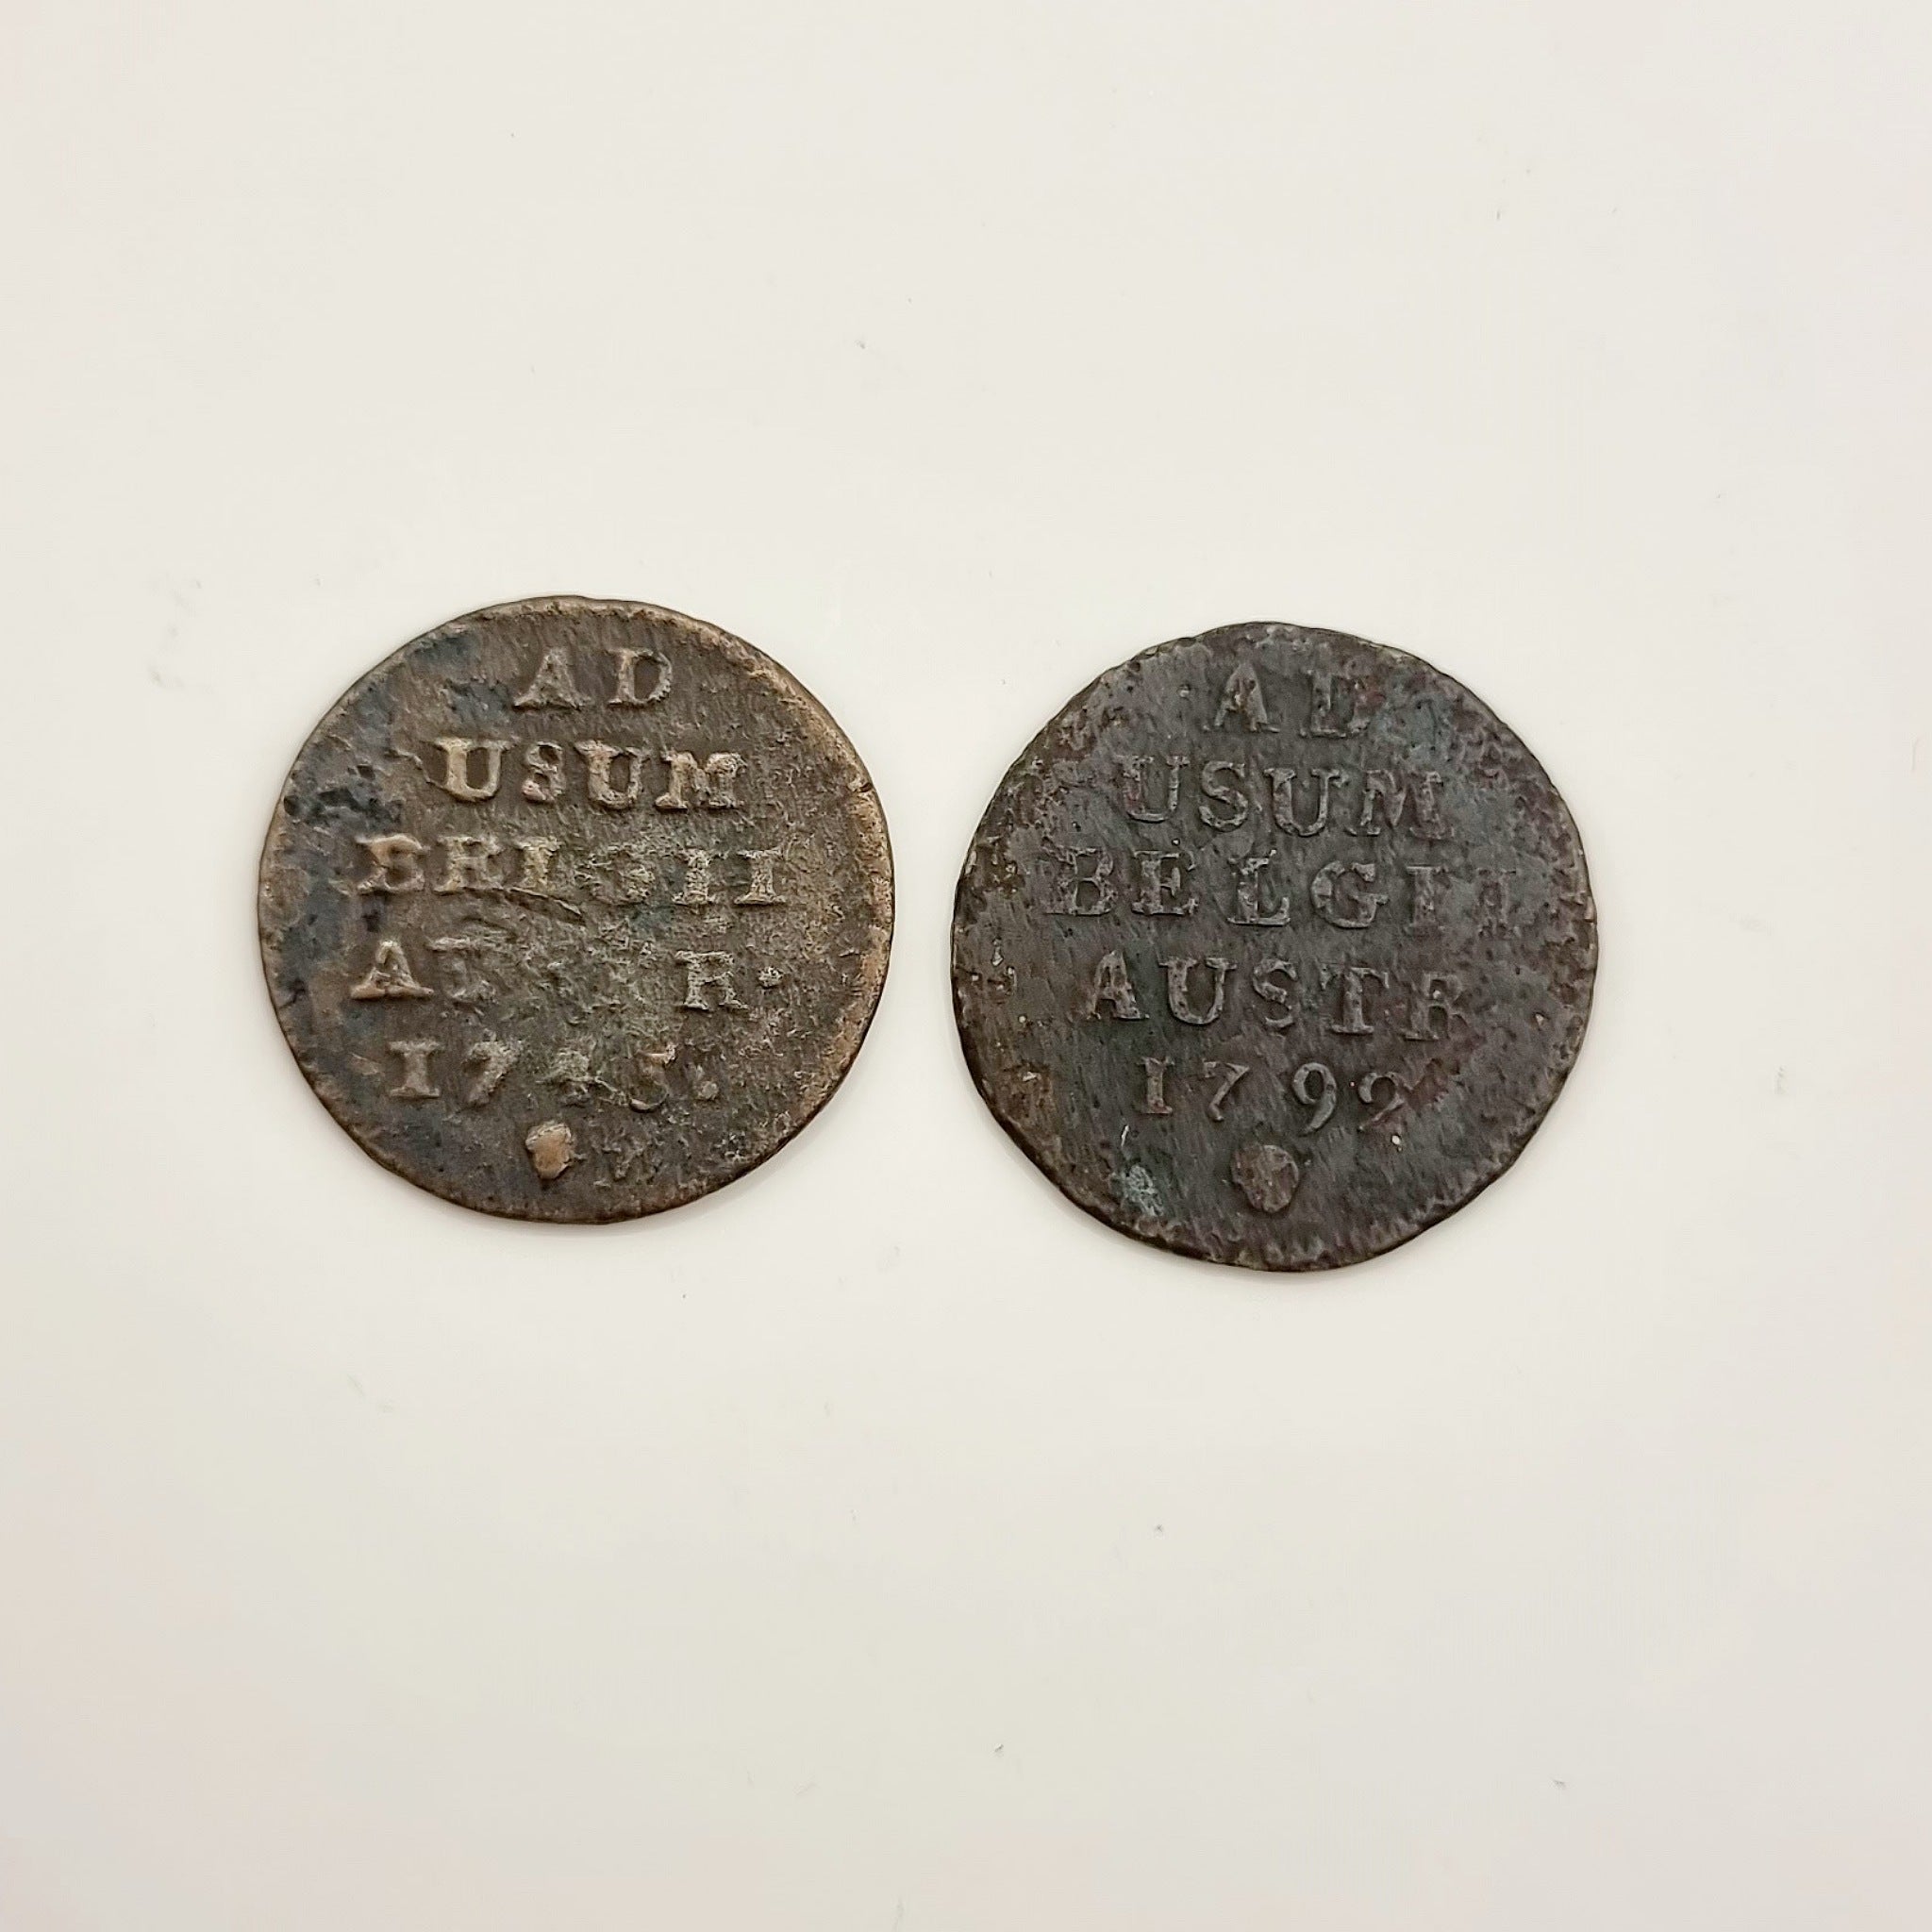 AD
USUM
BELGII
AD
USUM
BELGII
AUSTR
1792